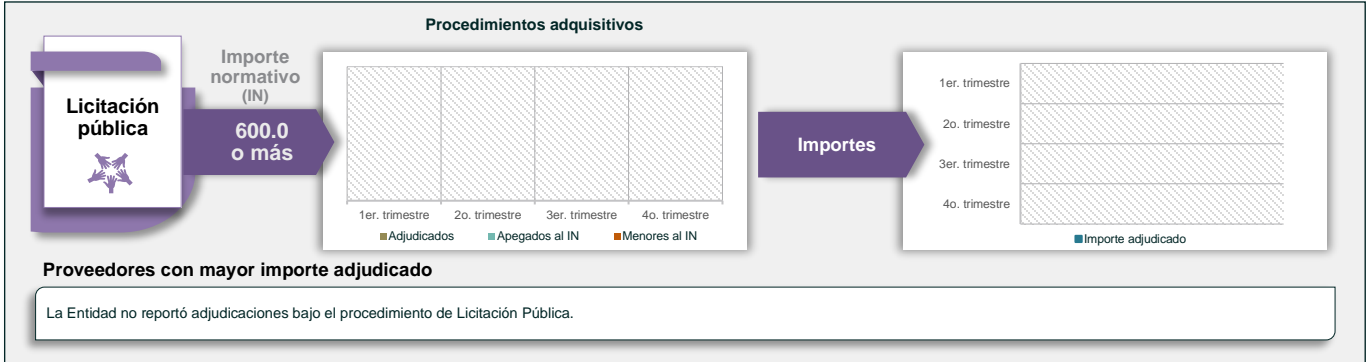 Procedimientos adquisitivos
Licitación
pública
Importe
normativo
(IN)
600.0
o más
1er. trimestre
2o. trimestre
3er. trimestre
4o. trimestre
Adjudicados
Apegados al IN
Menores al IN
Importes
1er. trimestre
2o. trimestre
3er. trimestre
4o. trimestre
Importe adjudicado
Proveedores con mayor importe adjudicado
La Entidad no reportó adjudicaciones bajo el procedimiento de Licitación Pública.